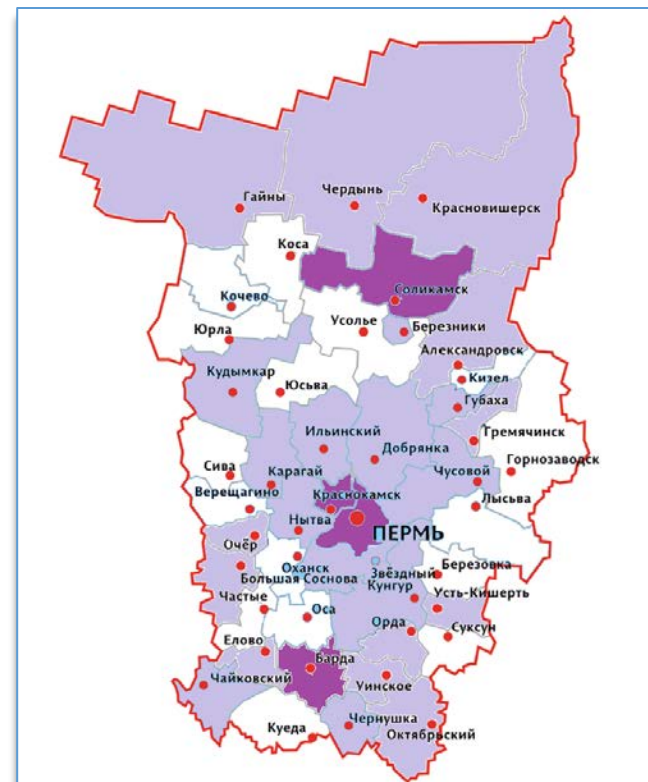 Гайны
Чердынь
Красновишерск
Коса
Соликамск
Кочево
Усолье
Березники
Юрла
Александровск
Кизел
Кудымкар
Юсьва
Губаха
Ильинский
Гремячинск
Добрянка
Горнозаводск
Сива
Карагай
Чусовой
Верещагино
Краснокамск
Лысьва
Нытва
ПЕРМЬ
Очёр
Оханск
Звёздный
Березовка
Большая Соснова
Кунгур
Частые
Усть-Кишерть
Оса
Орда
Суксун
Елово
Барда
Чайковский
Уинское
Куеда
Чернушка
Октябрьский